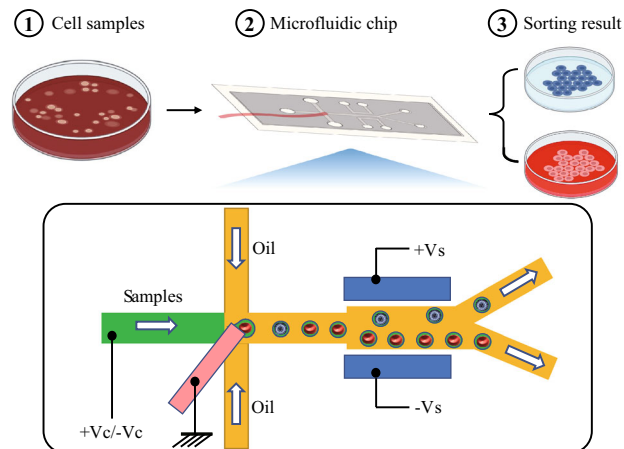 1 Cell samples
2 Microfluidic chip
3 Sorting result
Oil
+Vs
Samples
Oil
-Vs
+Vc/-Vc